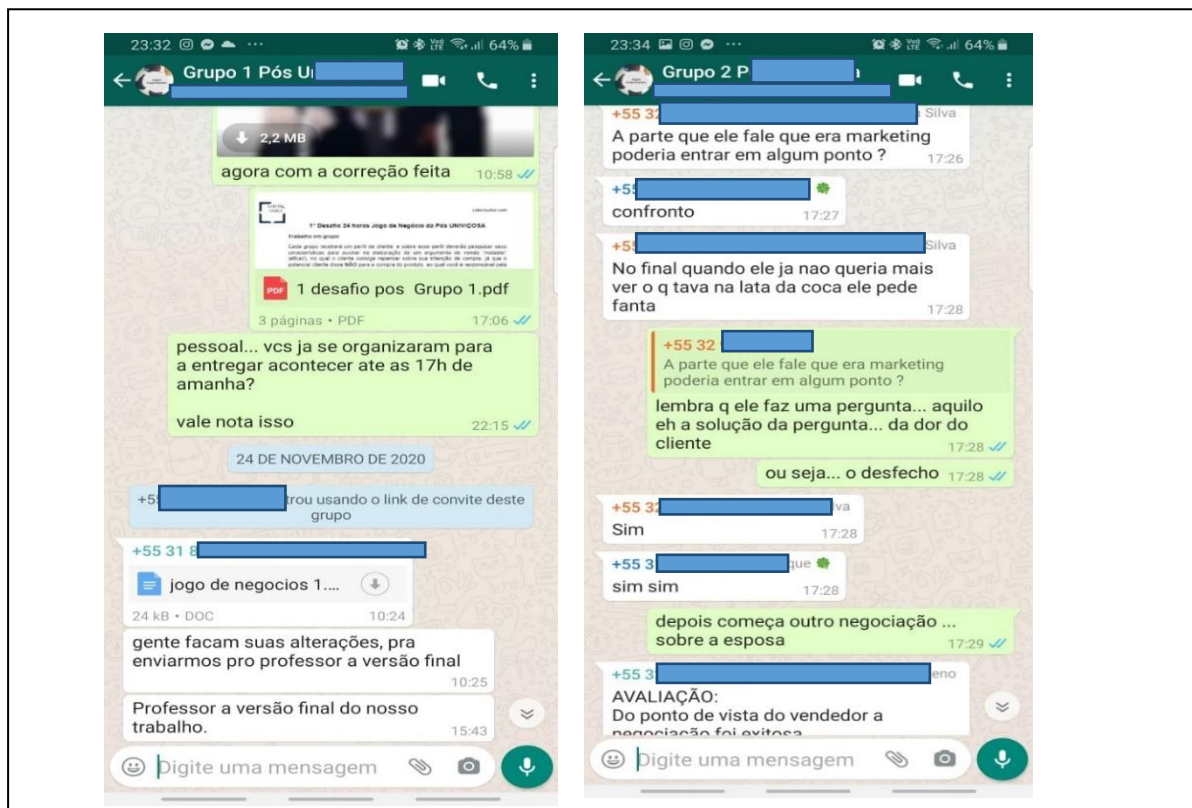 23:32
64%
Grupo 1 Pós U
2,2 MB
agora com a correção feita 10:58
1º Desafio 24 horas Jogo de Negócio da Pós UNIVIÇOSA
Trabalho em grupo
PDF 1 desafio pos Grupo 1.pdf
3 páginas • PDF 17:06
pessoal... vcs ja se organizaram para
a entregar acontecer ate as 17h de
amanha?
vale nota isso 22:15
24 DE NOVEMBRO DE 2020
+55 trou usando o link de convite deste
grupo
+55 31 8
jogo de negocios 1....
24 kB • DOC 10:24
gente facam suas alterações, pra
enviarmos pro professor a versão final
10:25
Professor a versão final do nosso
trabalho. 15:43
Digite uma mensagem
23:34
64%
Grupo 2 P
+55 32 Silva
A parte que ele fale que era marketing
poderia entrar em algum ponto ? 17:26
+55
confronto 17:27
+55 Silva
No final quando ele ja nao queria mais
ver o q tava na lata da coca ele pede
fanta 17:28
+55 32
A parte que ele fale que era marketing
poderia entrar em algum ponto ?
lembra q ele faz uma pergunta... aquilo
eh a solução da pergunta... da dor do
cliente 17:28
ou seja... o desfecho 17:28
+55 32 lva
Sim 17:28
+55 3 que
sim sim 17:28
depois começa outro negociação ...
sobre a esposa 17:29
+55 3 eno
AVALIAÇÃO:
Do ponto de vista do vendedor a
negociação foi exitosa
Digite uma mensagem